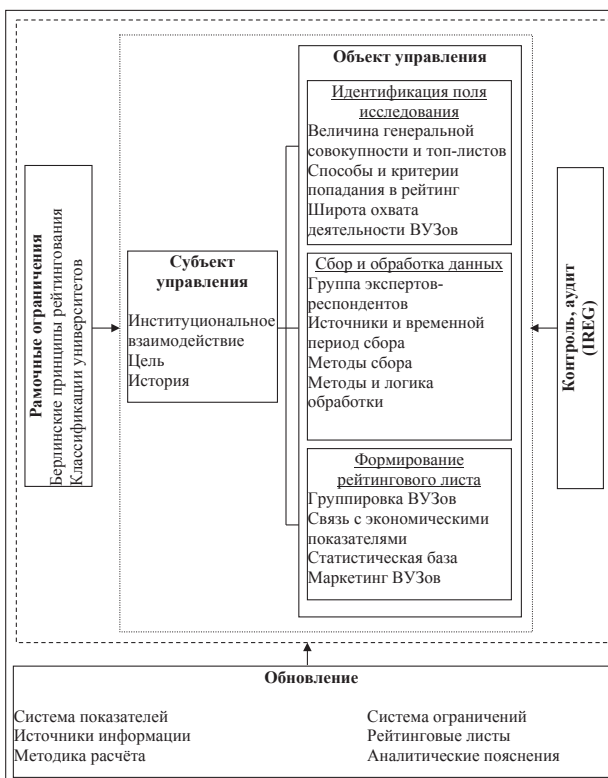 Рамочные ограничения
Берлинские принципы рейтингования
Классификации университетов
Субъект
управления
Институциональное
взаимодействие
Цель
История
Объект управления
Идентификация поля
исследования
Величина генеральной
совокупности и топ-листов
Способы и критерии
попадания в рейтинг
Широта охвата
деятельности ВУЗов
Сбор и обработка данных
Группа экспертов-
респондентов
Источники и временной
период сбора
Методы сбора
Методы и логика
обработки
Формирование
рейтингового листа
Группировка ВУЗов
Связь с экономическими
показателями
Статистическая база
Маркетинг ВУЗов
Контроль, аудит
(IREG)
Обновление
Система показателей
Источники информации
Методика расчёта
Система ограничений
Рейтинговые листы
Аналитические пояснения